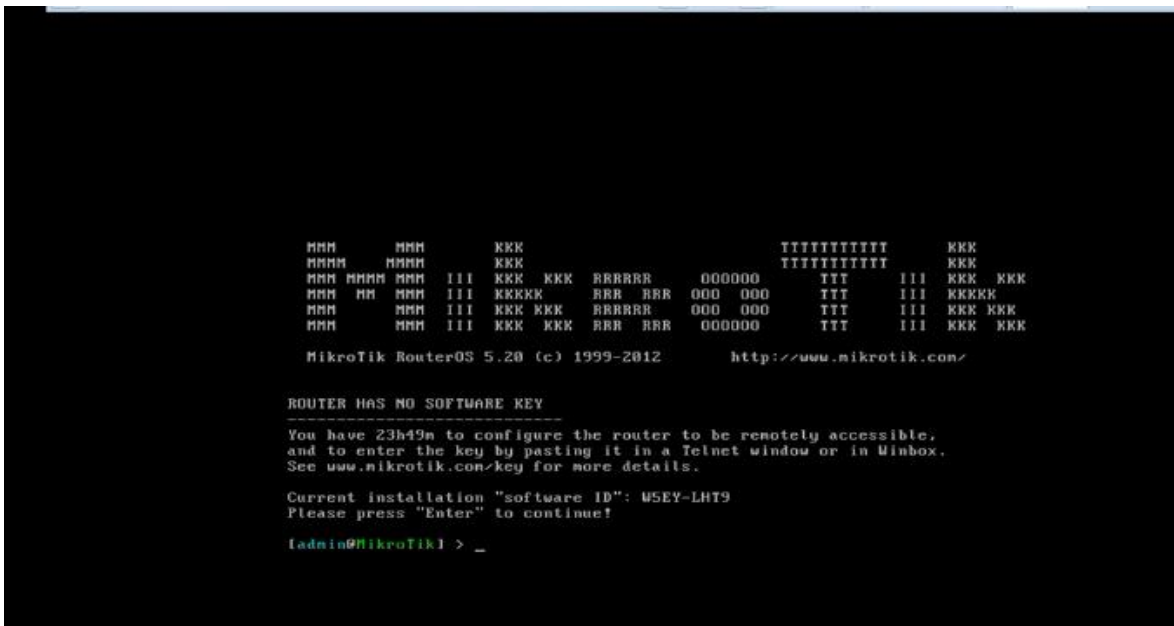 MMM MMM KKK TTTTTTTTTTT KKK
MMMM MMMM KKK TTTTTTTTTTT KKK
MMM MMMM MMM III KKK KKK RRRRRR OOOOOO TTT III KKK KKK
MMM MM MMM III KKKKK RRR RRR OOO OOO TTT III KKKKK
MMM MMM III KKK KKK RRRRRR OOO OOO TTT III KKK KKK
MMM MMM III KKK KKK RRR RRR OOOOOO TTT III KKK KKK
MikroTik RouterOS 5.20 (c) 1999-2012 http://www.mikrotik.com/
ROUTER HAS NO SOFTWARE KEY
----------------------------
You have 23h49m to configure the router to be remotely accessible,
and to enter the key by pasting it in a Telnet window or in Winbox.
See www.mikrotik.com/key for more details.
Current installation "software ID": W5EY-LHT9
Please press "Enter" to continue!
[admin@MikroTik] > _